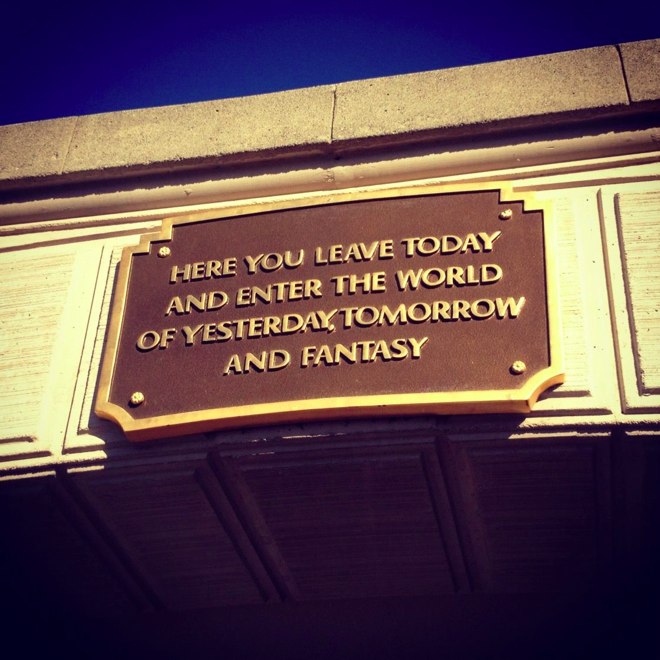 HERE YOU LEAVE TODAY
AND ENTER THE WORLD
OF YESTERDAY, TOMORROW
AND FANTASY